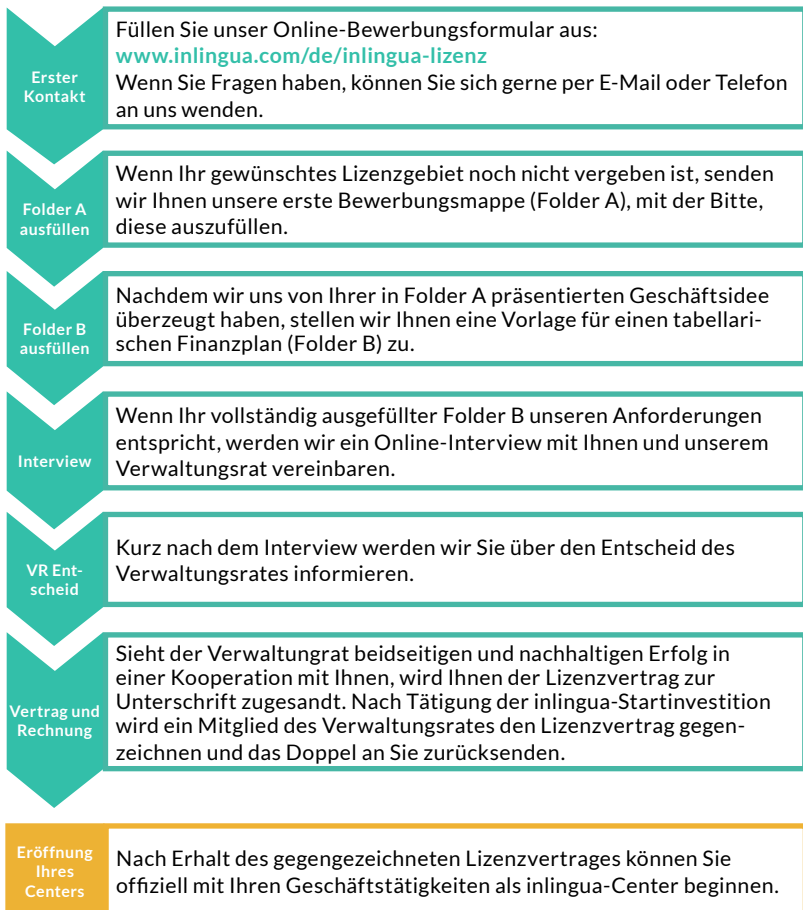 Erster
Kontakt
Füllen Sie unser Online-Bewerbungsformular aus:
www.inlingua.com/de/inlingua-lizenz
Wenn Sie Fragen haben, können Sie sich gerne per E-Mail oder Telefon
an uns wenden.
Folder A
ausfüllen
Wenn Ihr gewünschtes Lizenzgebiet noch nicht vergeben ist, senden
wir Ihnen unsere erste Bewerbungsmappe (Folder A), mit der Bitte,
diese auszufüllen.
Folder B
ausfüllen
Nachdem wir uns von Ihrer in Folder A präsentierten Geschäftsidee
überzeugt haben, stellen wir Ihnen eine Vorlage für einen tabellari-
schen Finanzplan (Folder B) zu.
Interview
Wenn Ihr vollständig ausgefüllter Folder B unseren Anforderungen
entspricht, werden wir ein Online-Interview mit Ihnen und unserem
Verwaltungsrat vereinbaren.
VR Ent-
scheid
Kurz nach dem Interview werden wir Sie über den Entscheid des
Verwaltungsrates informieren.
Vertrag und
Rechnung
Sieht der Verwaltungrat beidseitigen und nachhaltigen Erfolg in
einer Kooperation mit Ihnen, wird Ihnen der Lizenzvertrag zur
Unterschrift zugesandt. Nach Tätigung der inlingua-Startinvestition
wird ein Mitglied des Verwaltungsrates den Lizenzvertrag gegen-
zeichnen und das Doppel an Sie zurücksenden.
Eröffnung
Ihres
Centers
Nach Erhalt des gegengezeichneten Lizenzvertrages können Sie
offiziell mit Ihren Geschäftstätigkeiten als inlingua-Center beginnen.